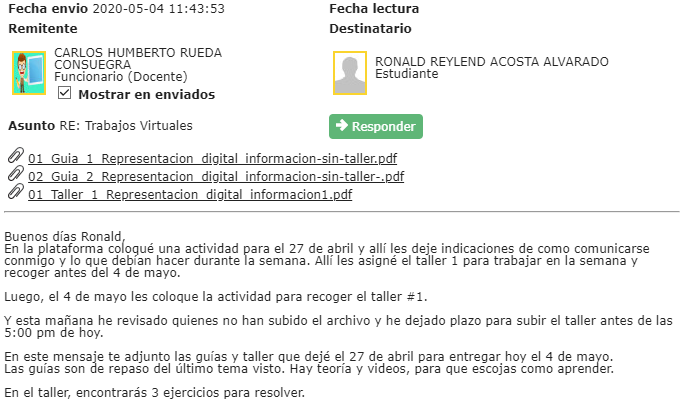 Fecha envio 2020-05-04 11:43:53 Fecha lectura
Remitente Destinatario
CARLOS HUMBERTO RUEDA
CONSUEGRA
Funcionario (Docente)
Mostrar en enviados
RONALD REYLEND ACOSTA ALVARADO
Estudiante
Asunto RE: Trabajos Virtuales Responder
01_Guia_1_Representacion_digital_informacion-sin-taller.pdf
02_Guia_2_Representacion_digital_informacion-sin-taller-.pdf
01_Taller_1_Representacion_digital_informacion1.pdf
Buenos días Ronald,
En la plataforma coloqué una actividad para el 27 de abril y allí les deje indicaciones de como comunicarse
conmigo y lo que debían hacer durante la semana. Allí les asigné el taller 1 para trabajar en la semana y
recoger antes del 4 de mayo.
Luego, el 4 de mayo les coloque la actividad para recoger el taller #1.
Y esta mañana he revisado quienes no han subido el archivo y he dejado plazo para subir el taller antes de las
5:00 pm de hoy.
En este mensaje te adjunto las guías y taller que dejé el 27 de abril para entregar hoy el 4 de mayo.
Las guías son de repaso del último tema visto. Hay teoría y videos, para que escojas como aprender.
En el taller, encontrarás 3 ejercicios para resolver.